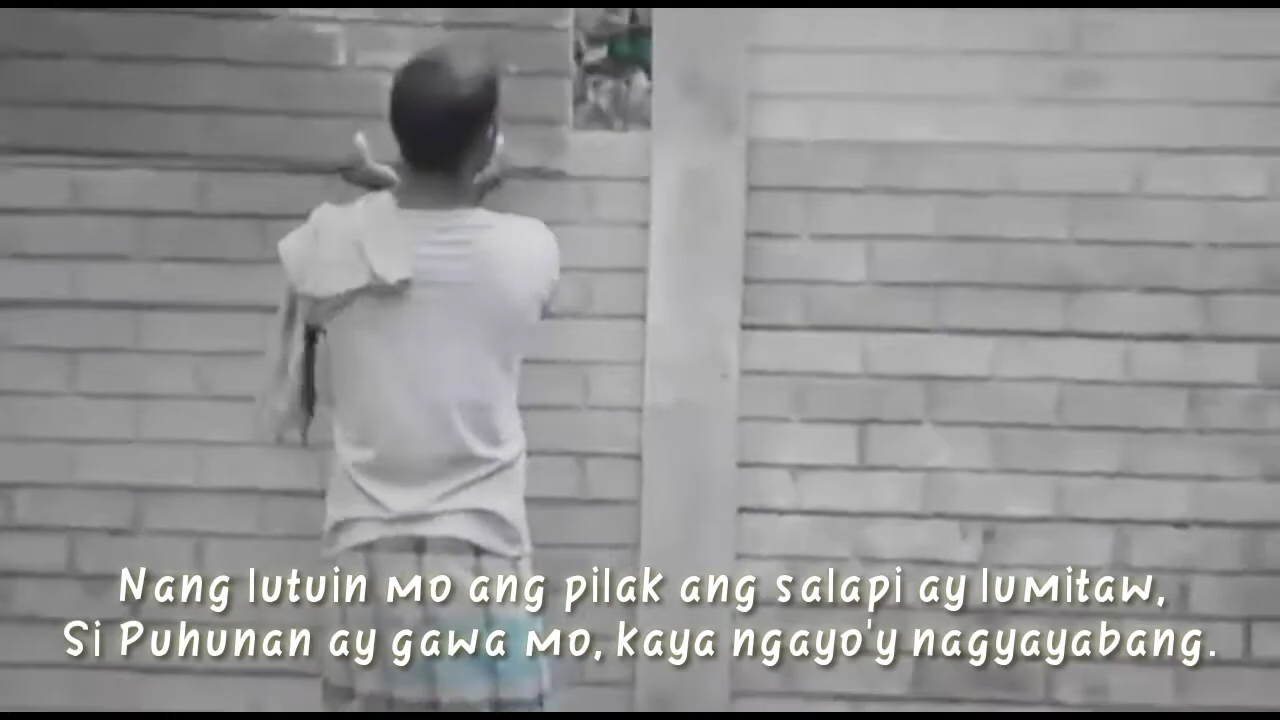 Nang lutuin mo ang pilak ang salapi ay lumitaw,
Si Puhunan ay gawa mo, kaya ngayo'y nagyayabang.